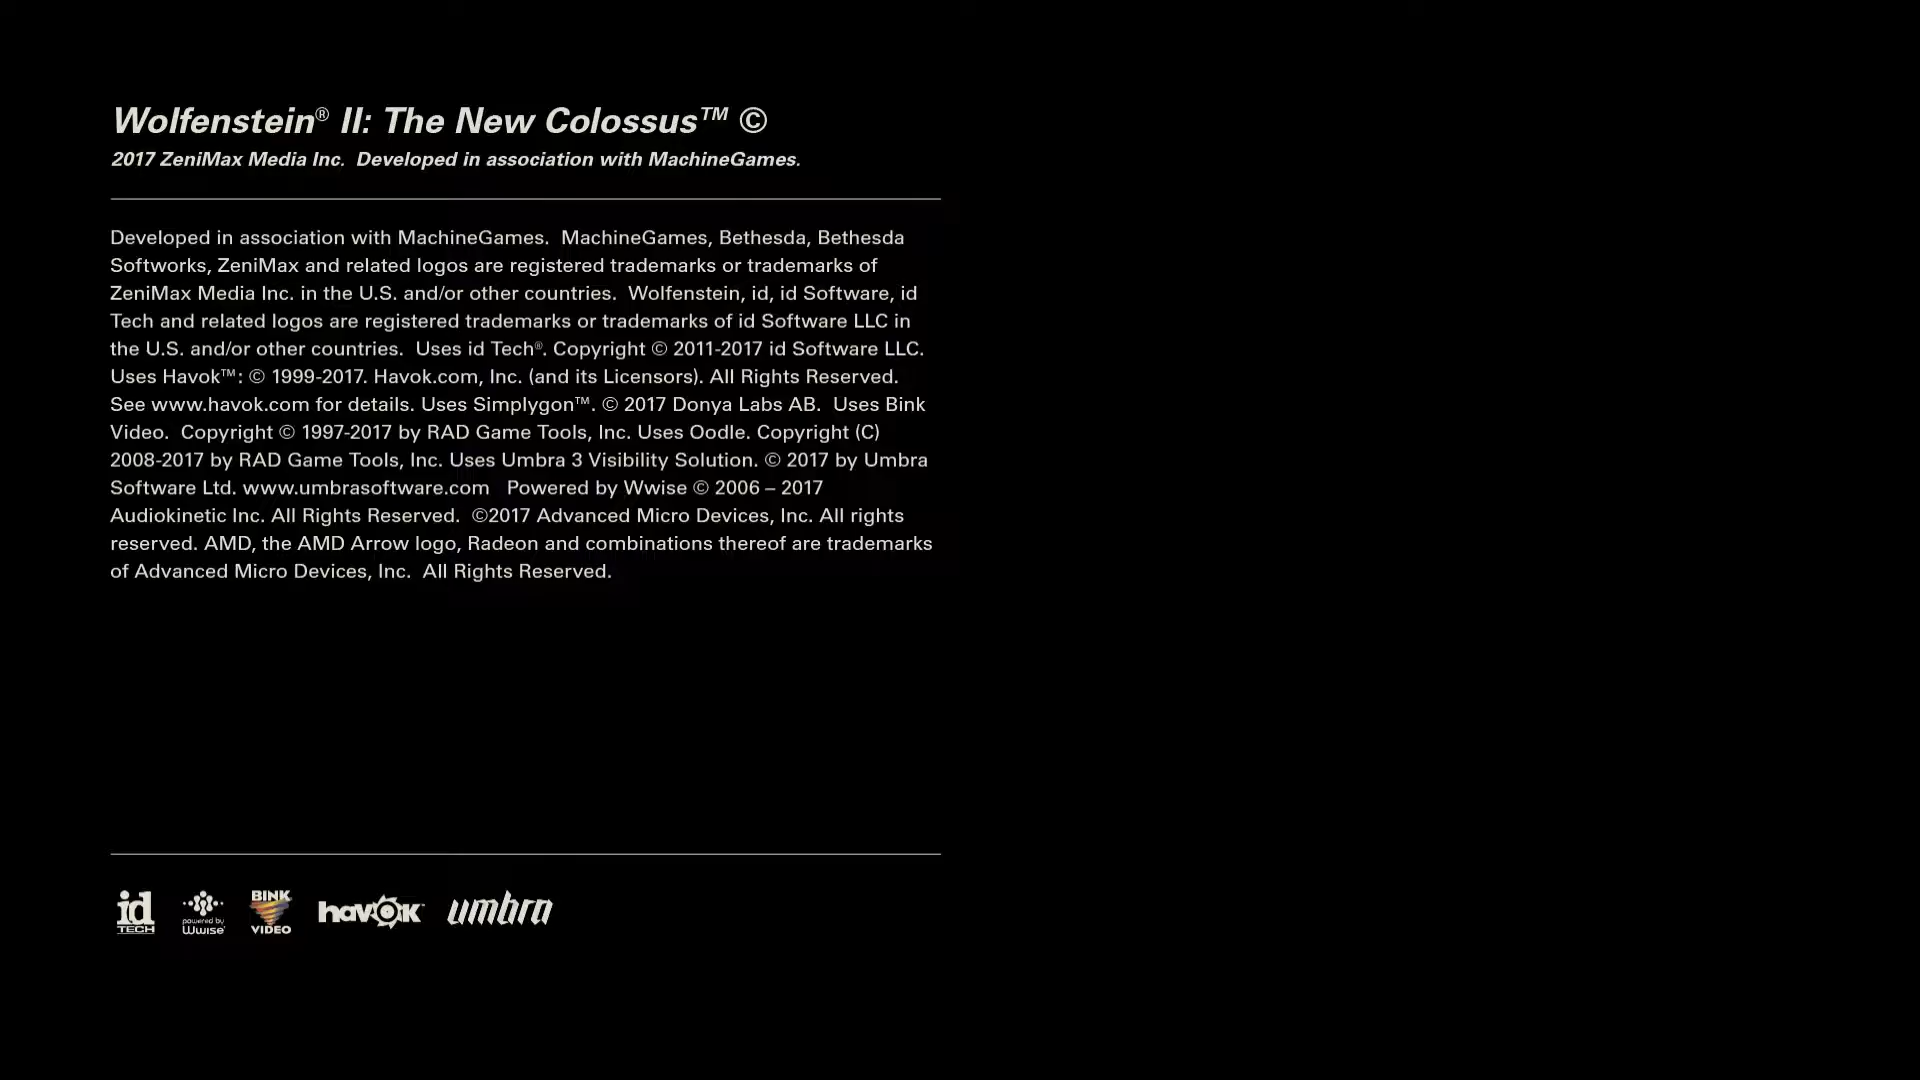 Wolfenstein® II: The New Colossus™ ©
2017 ZeniMax Media Inc.  Developed in association with MachineGames.
Developed in association with MachineGames.  MachineGames, Bethesda, Bethesda
Softworks, ZeniMax and related logos are registered trademarks or trademarks of
ZeniMax Media Inc. in the U.S. and/or other countries.  Wolfenstein, id, id Software, id
Tech and related logos are registered trademarks or trademarks of id Software LLC in
the U.S. and/or other countries.  Uses id Tech®. Copyright © 2011-2017 id Software LLC.
Uses Havok™: © 1999-2017. Havok.com, Inc. (and its Licensors). All Rights Reserved.
See www.havok.com for details. Uses Simplygon™. © 2017 Donya Labs AB.  Uses Bink
Video.  Copyright © 1997-2017 by RAD Game Tools, Inc. Uses Oodle. Copyright (C)
2008-2017 by RAD Game Tools, Inc. Uses Umbra 3 Visibility Solution. © 2017 by Umbra
Software Ltd. www.umbrasoftware.com   Powered by Wwise © 2006 – 2017
Audiokinetic Inc. All Rights Reserved.  ©2017 Advanced Micro Devices, Inc. All rights
reserved. AMD, the AMD Arrow logo, Radeon and combinations thereof are trademarks
of Advanced Micro Devices, Inc.  All Rights Reserved.
id TECH
powered by Wwise
BINK VIDEO
havok™
umbra